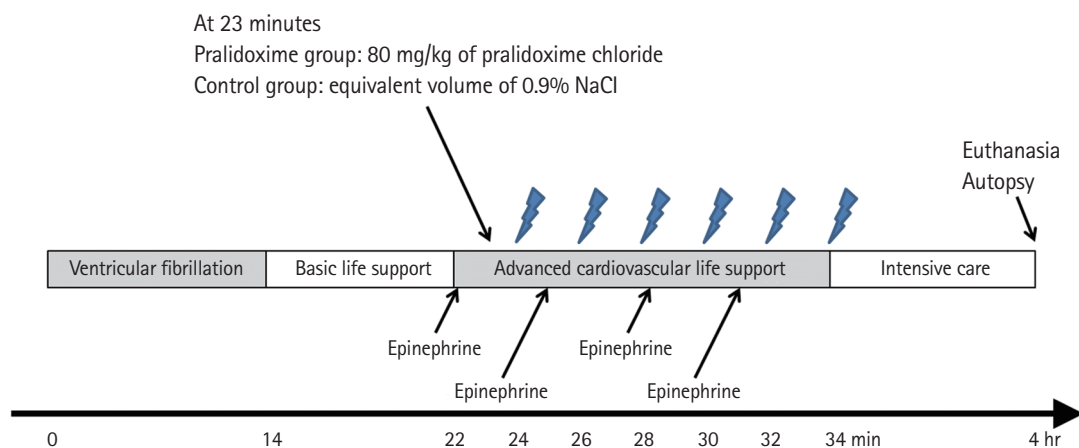 At 23 minutes
Pralidoxime group: 80 mg/kg of pralidoxime chloride
Control group: equivalent volume of 0.9% NaCl
Euthanasia
Autopsy
Ventricular fibrillation
Basic life support
Advanced cardiovascular life support
Intensive care
Epinephrine
Epinephrine
Epinephrine
Epinephrine
0 14 22 24 26 28 30 32 34 min 4 hr